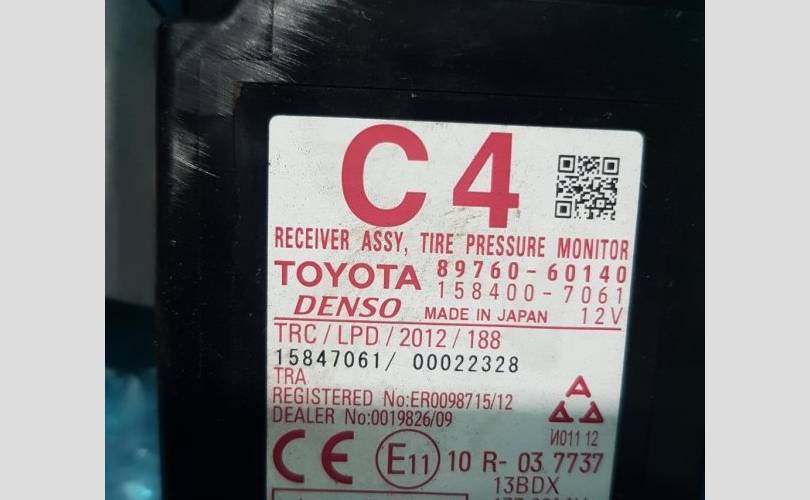 C4
RECEIVER ASSY, TIRE PRESSURE MONITOR
TOYOTA 89760-60140
158400-7061
DENSO MADE IN JAPAN 12V
TRC/LPD/2012/188
15847061/ 00022328
TRA
REGISTERED No:ER0098715/12
DEALER No:0019826/09
И011 12
CE E11 10 R- 03 7737
13BDX